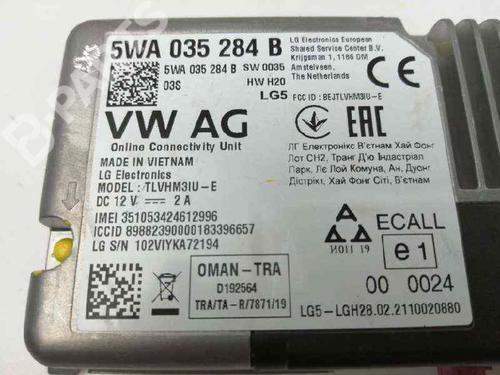 5WA 035 284 B
5WA 035 284 B SW 0035
03S
HW H20
LG5
LG Electronics European
Shared Service Center B.V.
Krijgsman 1, 1186 DM
Amstelveen,
The Netherlands
FCC ID : BEJTLVHM3IU-E
VW AG
Online Connectivity Unit
EAC
MADE IN VIETNAM
LG Electronics
MODEL: TLVHM3IU-E
DC 12 V 2 A
IMEI 351053424612996
ICCID 89882390000183396657
LG S/N 102VIYKA72194
ЛГ Електронікс В'єтнам Хай Фонг
Лот CH2, Транг Д'ю Індастріал
Парк, Ле Лой Комуна, Ан, Дуонг
Дістрікт, Хай Фонг Сіті, В'єтнам
OMAN-TRA
D192564
TRA/TA-R/7871/19
И011 19
ECALL
e1
00 0024
LG5-LGH28.02.2110020880
B-PARTS